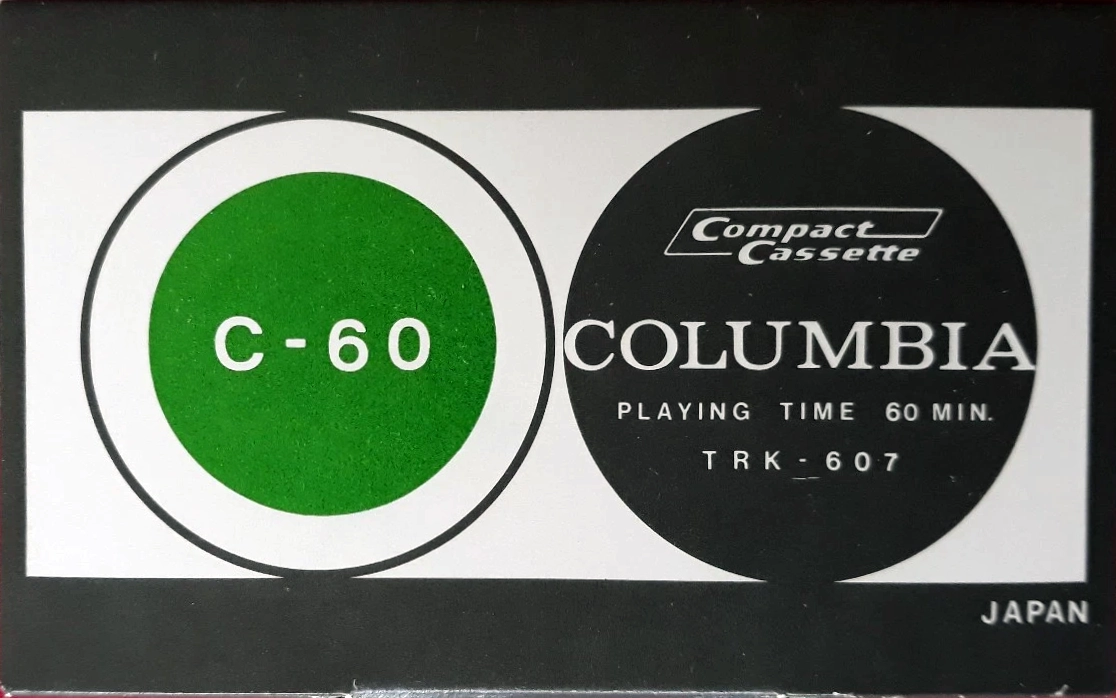 C-60
Compact
Cassette
COLUMBIA
PLAYING TIME 60 MIN.
TRK-607
JAPAN